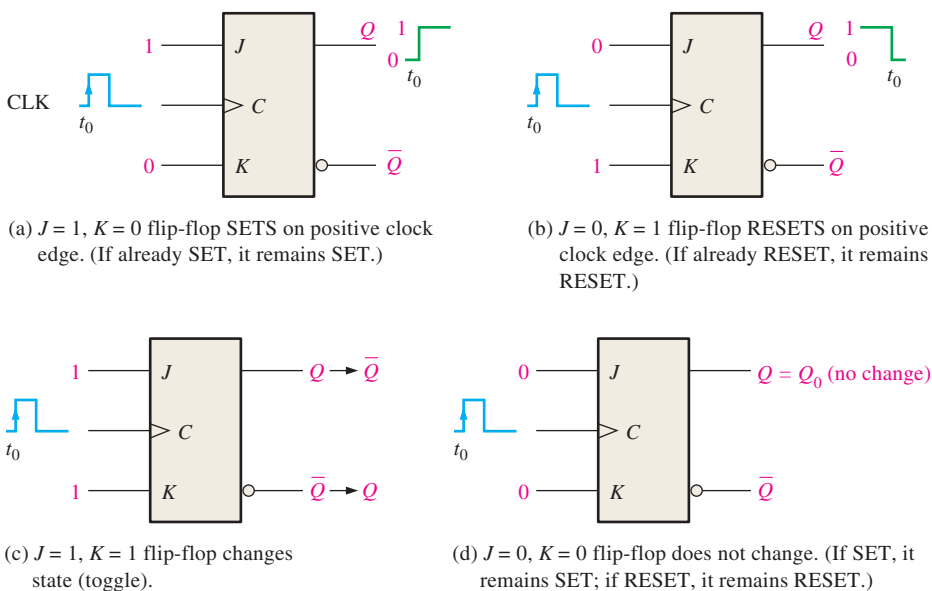 1 J Q 1
0
t₀
CLK t₀ C
0 K Q̅
(a) J = 1, K = 0 flip-flop SETS on positive clock
edge. (If already SET, it remains SET.)
0 J Q 1
0
t₀
t₀ C
1 K Q̅
(b) J = 0, K = 1 flip-flop RESETS on positive
clock edge. (If already RESET, it remains
RESET.)
1 J Q Q̅
t₀ C
1 K Q̅ Q
(c) J = 1, K = 1 flip-flop changes
state (toggle).
0 J Q = Q₀ (no change)
t₀ C
0 K Q̅
(d) J = 0, K = 0 flip-flop does not change. (If SET, it
remains SET; if RESET, it remains RESET.)